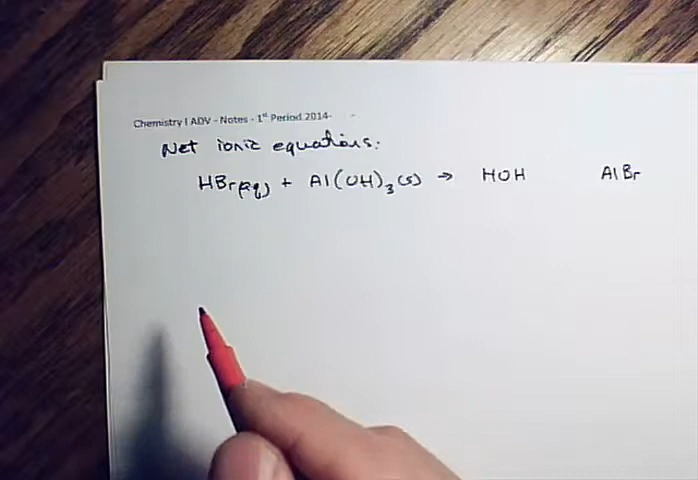 Chemistry I ADV - Notes - 1st Period 2014-
Net ionic equations:
HBr(aq) + Al(OH)3(s) → HOH AlBr